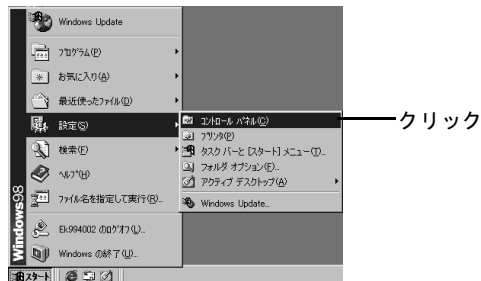 Windows Update
プログラム(P)
お気に入り(A)
最近使ったファイル(D)
設定(S)
検索(F)
ヘルプ(H)
ファイル名を指定して実行(R)...
Ek994002 のログオフ(L)...
Windows の終了(U)...
Windows98
スタート
コントロール パネル(C)
プリンタ(P)
タスク バーと [スタート] メニュー(T)...
フォルダ オプション(F)...
アクティブ デスクトップ(A)
Windows Update...
クリック